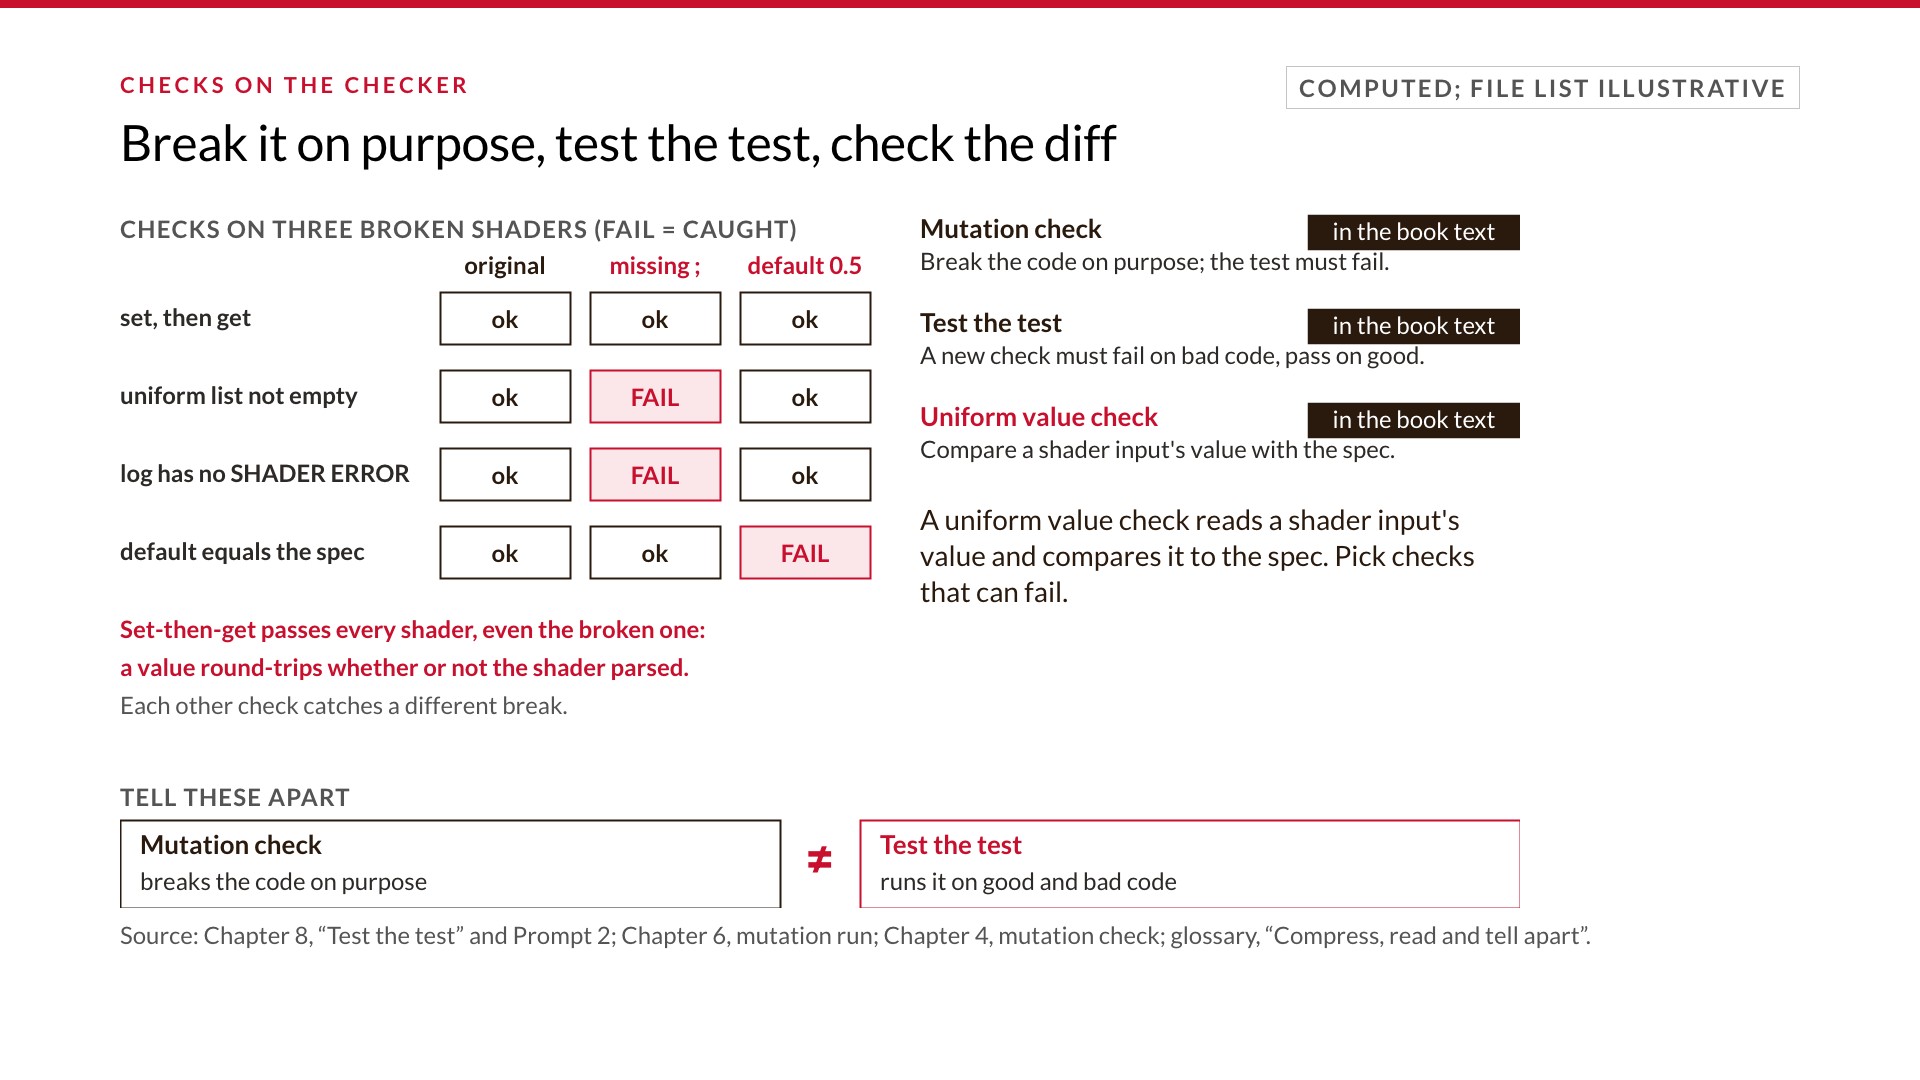 CHECKS ON THE CHECKER
COMPUTED; FILE LIST ILLUSTRATIVE
Break it on purpose, test the test, check the diff
CHECKS ON THREE BROKEN SHADERS (FAIL = CAUGHT)
original missing ; default 0.5
set, then get ok ok ok
uniform list not empty ok FAIL ok
log has no SHADER ERROR ok FAIL ok
default equals the spec ok ok FAIL
Set-then-get passes every shader, even the broken one:
a value round-trips whether or not the shader parsed.
Each other check catches a different break.
Mutation check in the book text
Break the code on purpose; the test must fail.
Test the test in the book text
A new check must fail on bad code, pass on good.
Uniform value check in the book text
Compare a shader input's value with the spec.
A uniform value check reads a shader input's
value and compares it to the spec. Pick checks
that can fail.
TELL THESE APART
Mutation check
breaks the code on purpose
≠
Test the test
runs it on good and bad code
Source: Chapter 8, “Test the test” and Prompt 2; Chapter 6, mutation run; Chapter 4, mutation check; glossary, “Compress, read and tell apart”.